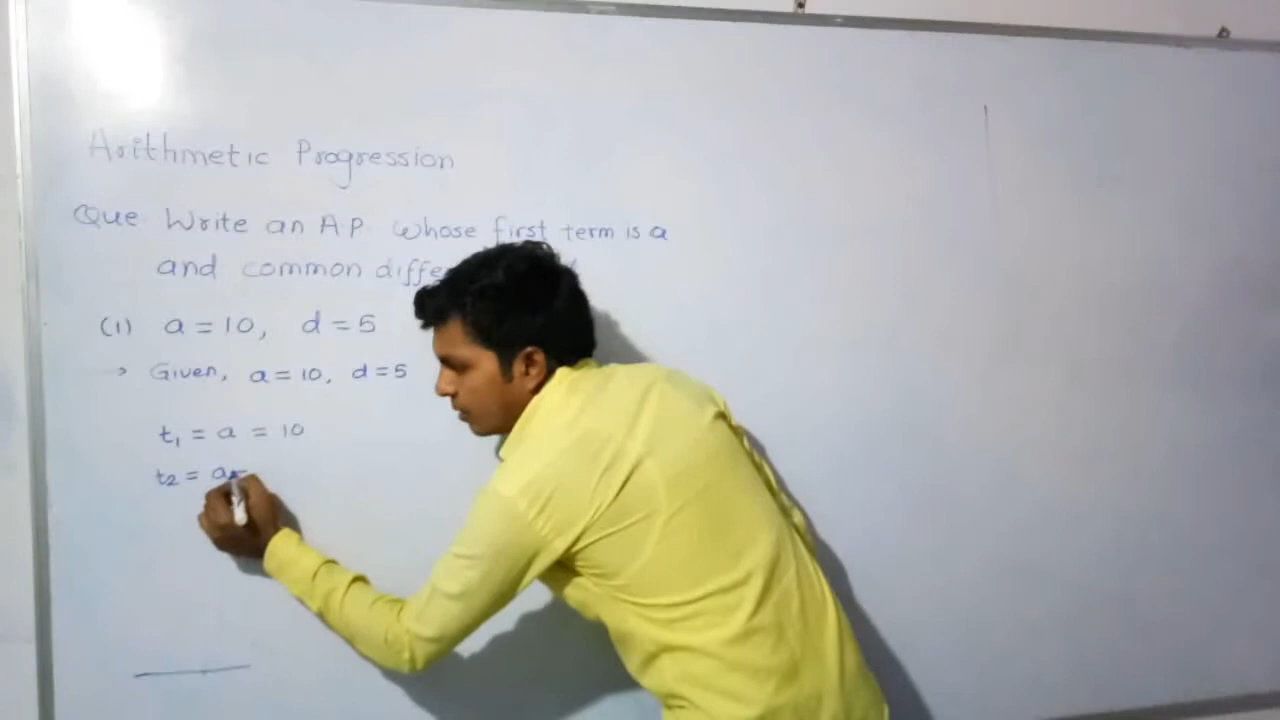 Arithmetic Progression
Que. Write an A.P. whose first term is a
and common
(1) a = 10, d = 5
Given, a = 10, d = 5
t₁ = a = 10
t₂ = a